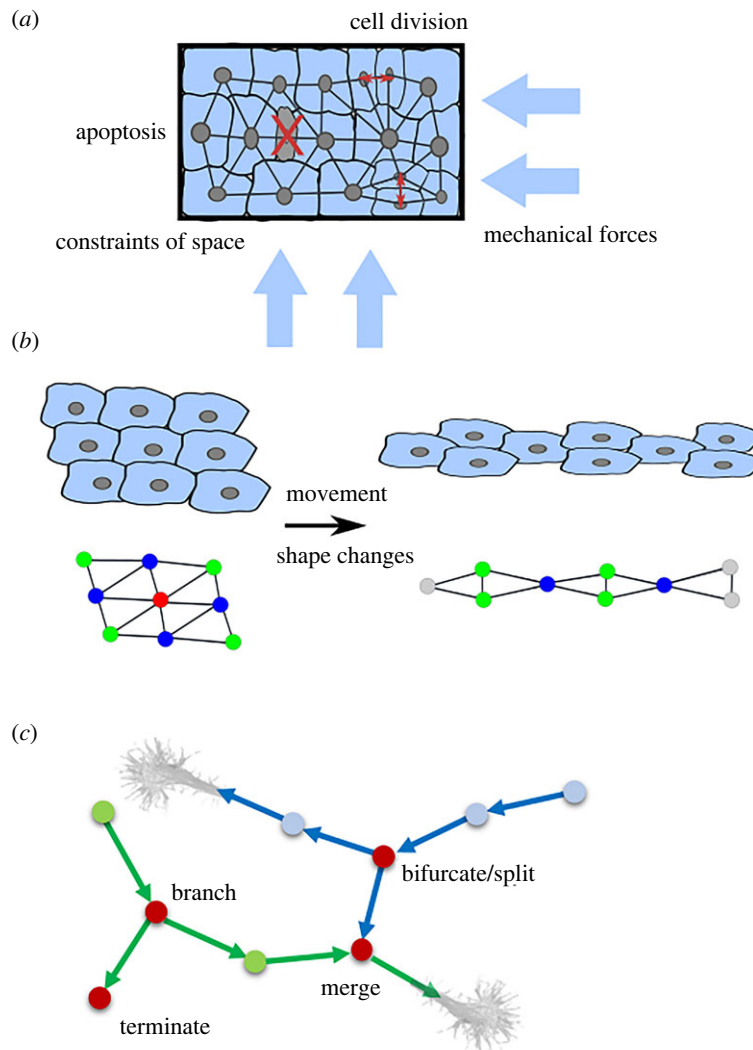 (a)
cell division
apoptosis
constraints of space
mechanical forces
(b)
movement
shape changes
(c)
branch
bifurcate/split
merge
terminate